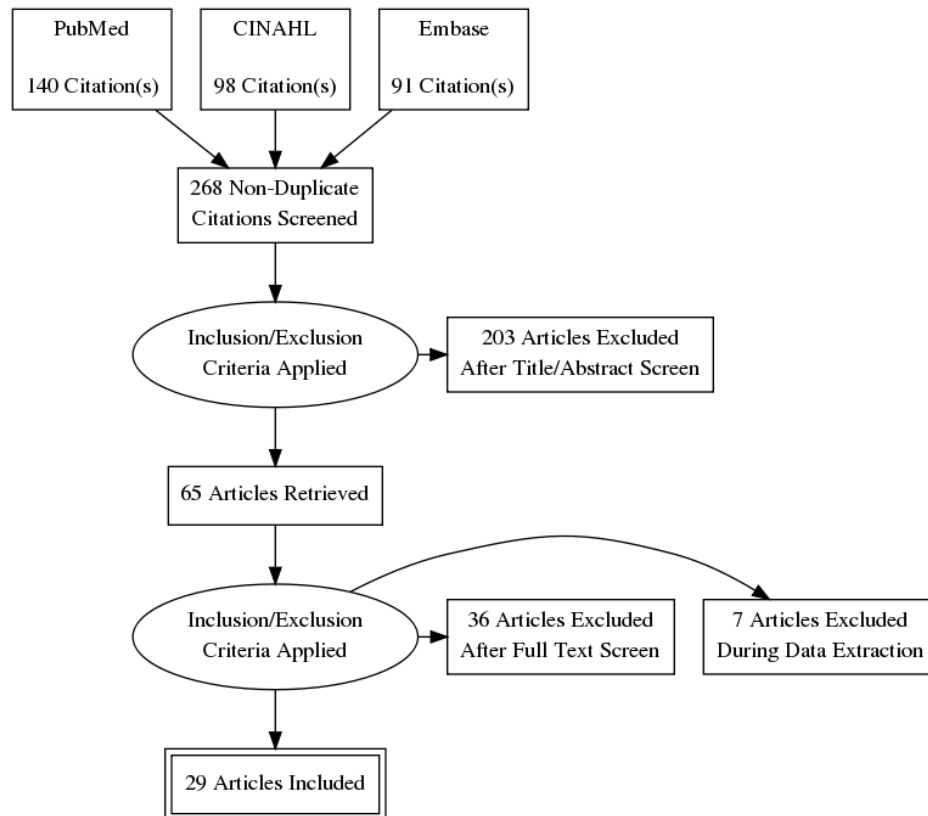 PubMed
140 Citation(s)
CINAHL
98 Citation(s)
Embase
91 Citation(s)
268 Non-Duplicate
Citations Screened
Inclusion/Exclusion
Criteria Applied
203 Articles Excluded
After Title/Abstract Screen
65 Articles Retrieved
Inclusion/Exclusion
Criteria Applied
36 Articles Excluded
After Full Text Screen
7 Articles Excluded
During Data Extraction
29 Articles Included